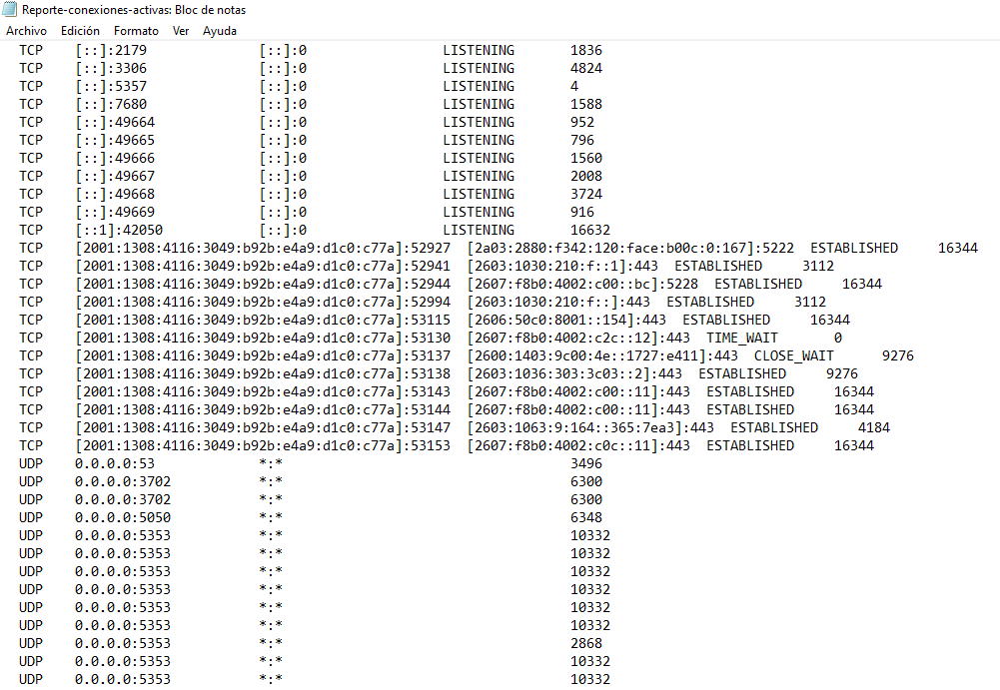 Reporte-conexiones-activas: Bloc de notas
Archivo Edición Formato Ver Ayuda
TCP [::]:2179 [::]:0 LISTENING 1836
TCP [::]:3306 [::]:0 LISTENING 4824
TCP [::]:5357 [::]:0 LISTENING 4
TCP [::]:7680 [::]:0 LISTENING 1588
TCP [::]:49664 [::]:0 LISTENING 952
TCP [::]:49665 [::]:0 LISTENING 796
TCP [::]:49666 [::]:0 LISTENING 1560
TCP [::]:49667 [::]:0 LISTENING 2008
TCP [::]:49668 [::]:0 LISTENING 3724
TCP [::]:49669 [::]:0 LISTENING 916
TCP [::1]:42050 [::]:0 LISTENING 16632
TCP [2001:1308:4116:3049:b92b:e4a9:d1c0:c77a]:52927 [2a03:2880:f342:120:face:b00c:0:167]:5222 ESTABLISHED 16344
TCP [2001:1308:4116:3049:b92b:e4a9:d1c0:c77a]:52941 [2603:1030:210:f::1]:443 ESTABLISHED 3112
TCP [2001:1308:4116:3049:b92b:e4a9:d1c0:c77a]:52944 [2607:f8b0:4002:c00::bc]:5228 ESTABLISHED 16344
TCP [2001:1308:4116:3049:b92b:e4a9:d1c0:c77a]:52994 [2603:1030:210:f::]:443 ESTABLISHED 3112
TCP [2001:1308:4116:3049:b92b:e4a9:d1c0:c77a]:53115 [2606:50c0:8001::154]:443 ESTABLISHED 16344
TCP [2001:1308:4116:3049:b92b:e4a9:d1c0:c77a]:53130 [2607:f8b0:4002:c2c::12]:443 TIME_WAIT 0
TCP [2001:1308:4116:3049:b92b:e4a9:d1c0:c77a]:53137 [2600:1403:9c00:4e::1727:e411]:443 CLOSE_WAIT 9276
TCP [2001:1308:4116:3049:b92b:e4a9:d1c0:c77a]:53138 [2603:1036:303:3c03::2]:443 ESTABLISHED 9276
TCP [2001:1308:4116:3049:b92b:e4a9:d1c0:c77a]:53143 [2607:f8b0:4002:c00::11]:443 ESTABLISHED 16344
TCP [2001:1308:4116:3049:b92b:e4a9:d1c0:c77a]:53144 [2607:f8b0:4002:c00::11]:443 ESTABLISHED 16344
TCP [2001:1308:4116:3049:b92b:e4a9:d1c0:c77a]:53147 [2603:1063:9:164::365:7ea3]:443 ESTABLISHED 4184
TCP [2001:1308:4116:3049:b92b:e4a9:d1c0:c77a]:53153 [2607:f8b0:4002:c0c::11]:443 ESTABLISHED 16344
UDP 0.0.0.0:53 *:* 3496
UDP 0.0.0.0:3702 *:* 6300
UDP 0.0.0.0:3702 *:* 6300
UDP 0.0.0.0:5050 *:* 6348
UDP 0.0.0.0:5353 *:* 10332
UDP 0.0.0.0:5353 *:* 10332
UDP 0.0.0.0:5353 *:* 10332
UDP 0.0.0.0:5353 *:* 10332
UDP 0.0.0.0:5353 *:* 10332
UDP 0.0.0.0:5353 *:* 10332
UDP 0.0.0.0:5353 *:* 2868
UDP 0.0.0.0:5353 *:* 10332
UDP 0.0.0.0:5353 *:* 10332